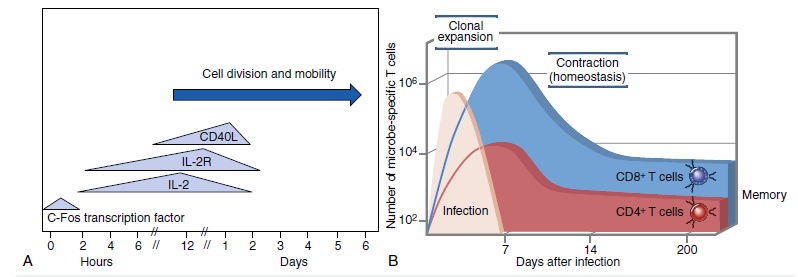 Cell division and mobility
CD40L
IL-2R
IL-2
C-Fos transcription factor
0 2 4 6 // 12 // 1 2 3 4 5 6
Hours Days
A
Clonal
expansion
Contraction
(homeostasis)
Number of microbe-specific T cells
10⁶
10⁴
10²
CD8⁺ T cells
CD4⁺ T cells
Infection
Memory
7 14 200
Days after infection
B